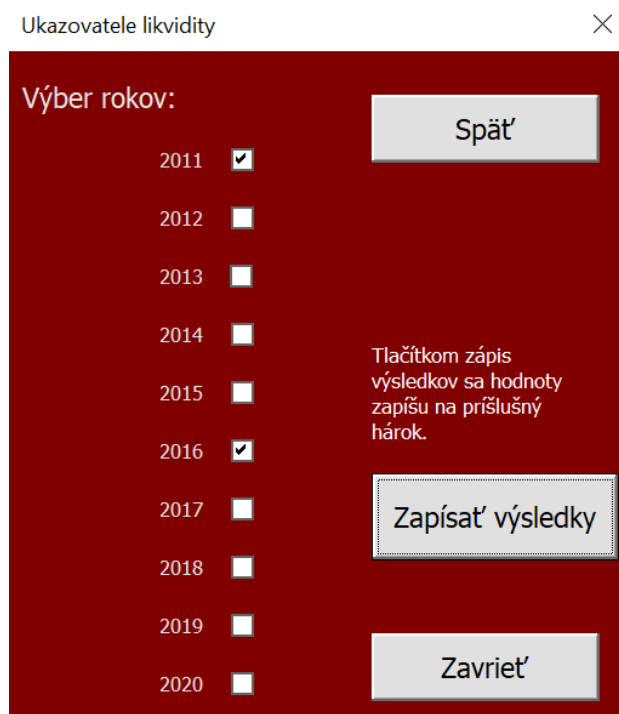 Ukazovatele likvidity
Výber rokov:
Späť
2011
2012
2013
2014
2015
2016
2017
2018
2019
2020
Tlačítkom zápis
výsledkov sa hodnoty
zapíšu na príšlušný
hárok.
Zapísať výsledky
Zavrieť